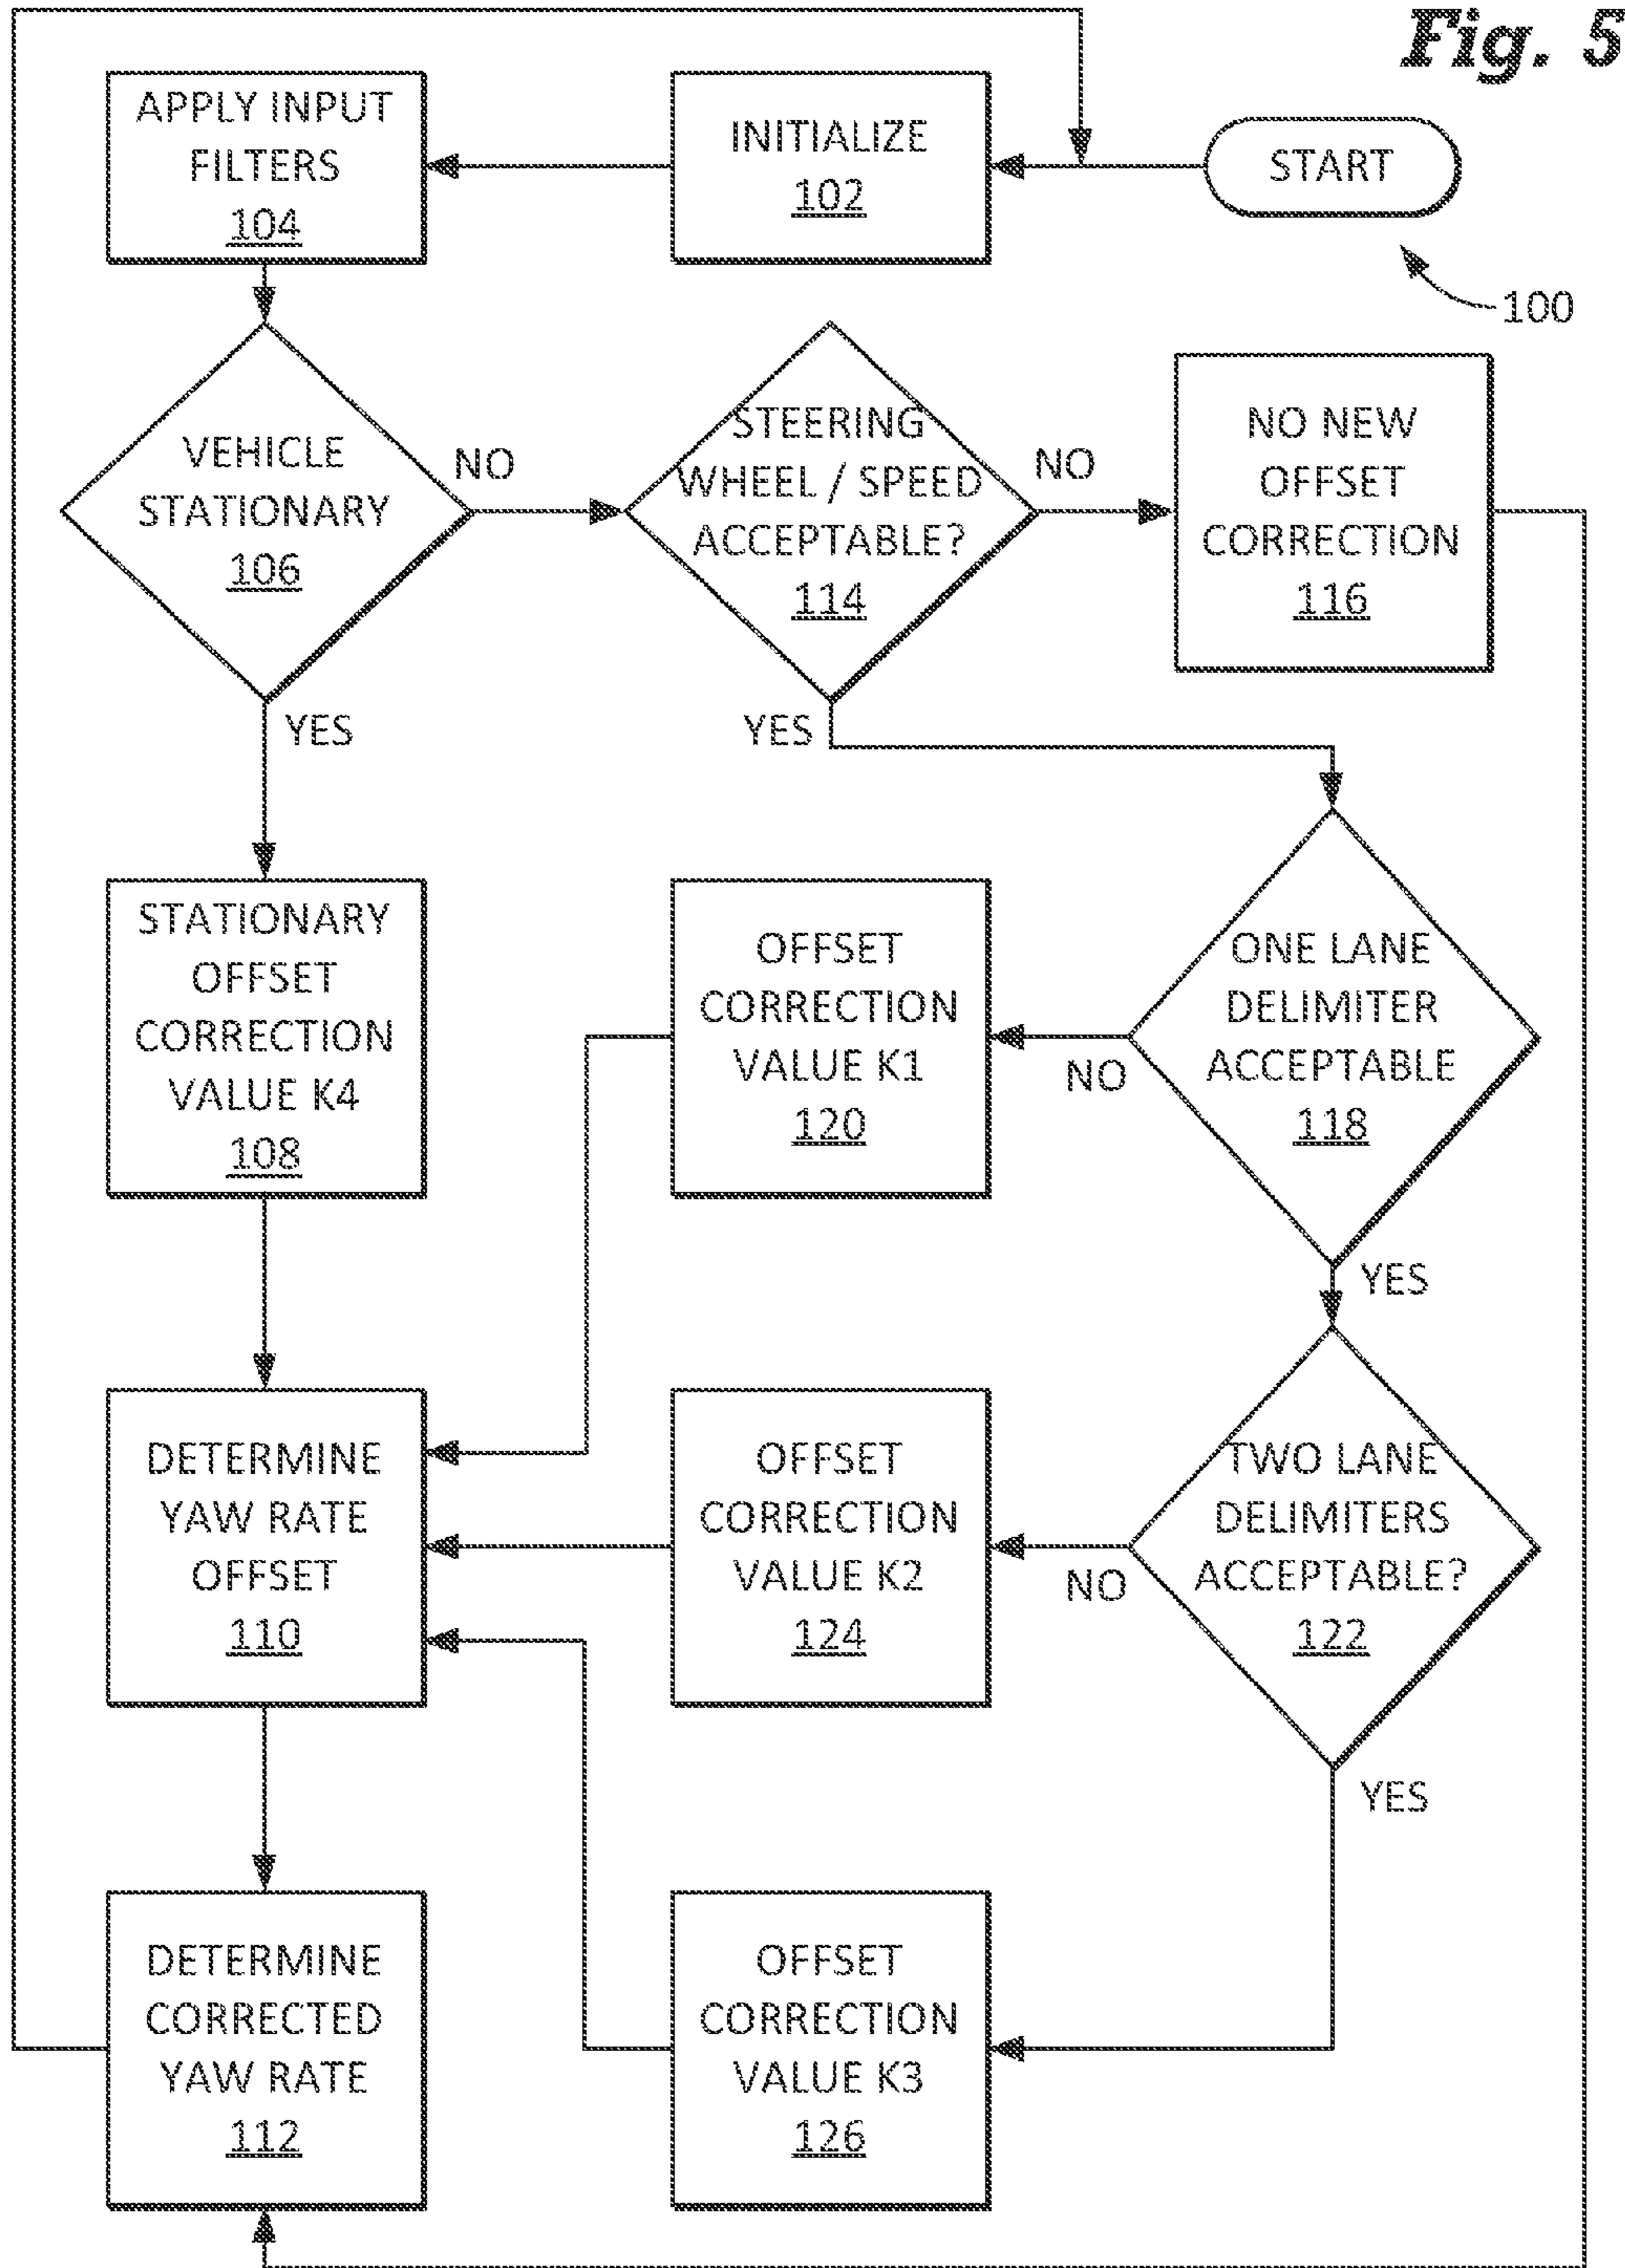 Fig. 5
APPLY INPUT
FILTERS
104
INITIALIZE
102
START
100
VEHICLE
STATIONARY
106
NO
STEERING
WHEEL / SPEED
ACCEPTABLE?
114
NO
NO NEW
OFFSET
CORRECTION
116
YES
YES
STATIONARY
OFFSET
CORRECTION
VALUE K4
108
OFFSET
CORRECTION
VALUE K1
120
NO
ONE LANE
DELIMITER
ACCEPTABLE
118
YES
DETERMINE
YAW RATE
OFFSET
110
OFFSET
CORRECTION
VALUE K2
124
NO
TWO LANE
DELIMITERS
ACCEPTABLE?
122
YES
DETERMINE
CORRECTED
YAW RATE
112
OFFSET
CORRECTION
VALUE K3
126